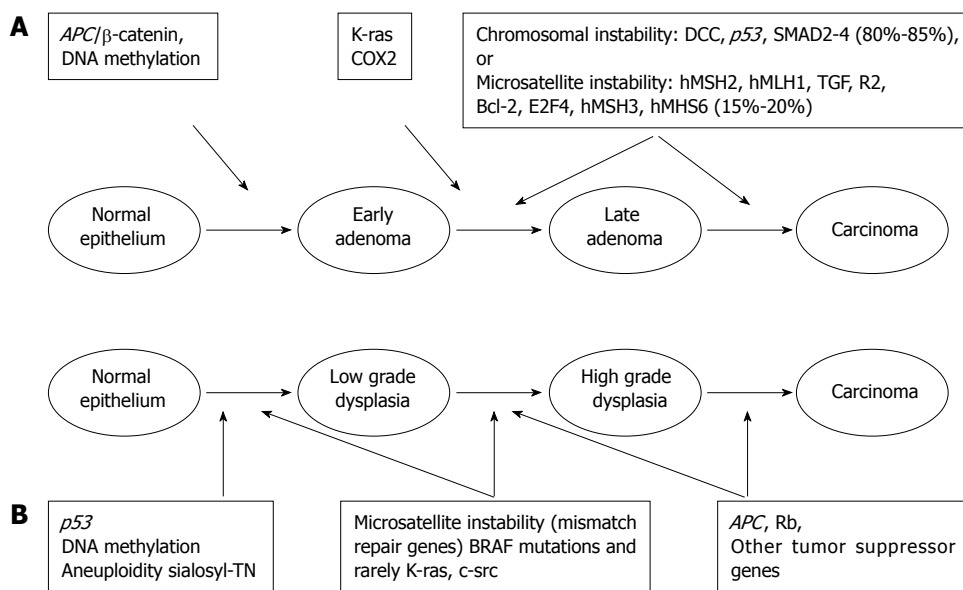 A
APC/β-catenin,
DNA methylation
K-ras
COX2
Chromosomal instability: DCC, p53, SMAD2-4 (80%-85%),
or
Microsatellite instability: hMSH2, hMLH1, TGF, R2,
Bcl-2, E2F4, hMSH3, hMHS6 (15%-20%)
Normal
epithelium
Early
adenoma
Late
adenoma
Carcinoma
Normal
epithelium
Low grade
dysplasia
High grade
dysplasia
Carcinoma
B
p53
DNA methylation
Aneuploidity sialosyl-TN
Microsatellite instability (mismatch
repair genes) BRAF mutations and
rarely K-ras, c-src
APC, Rb,
Other tumor suppressor
genes